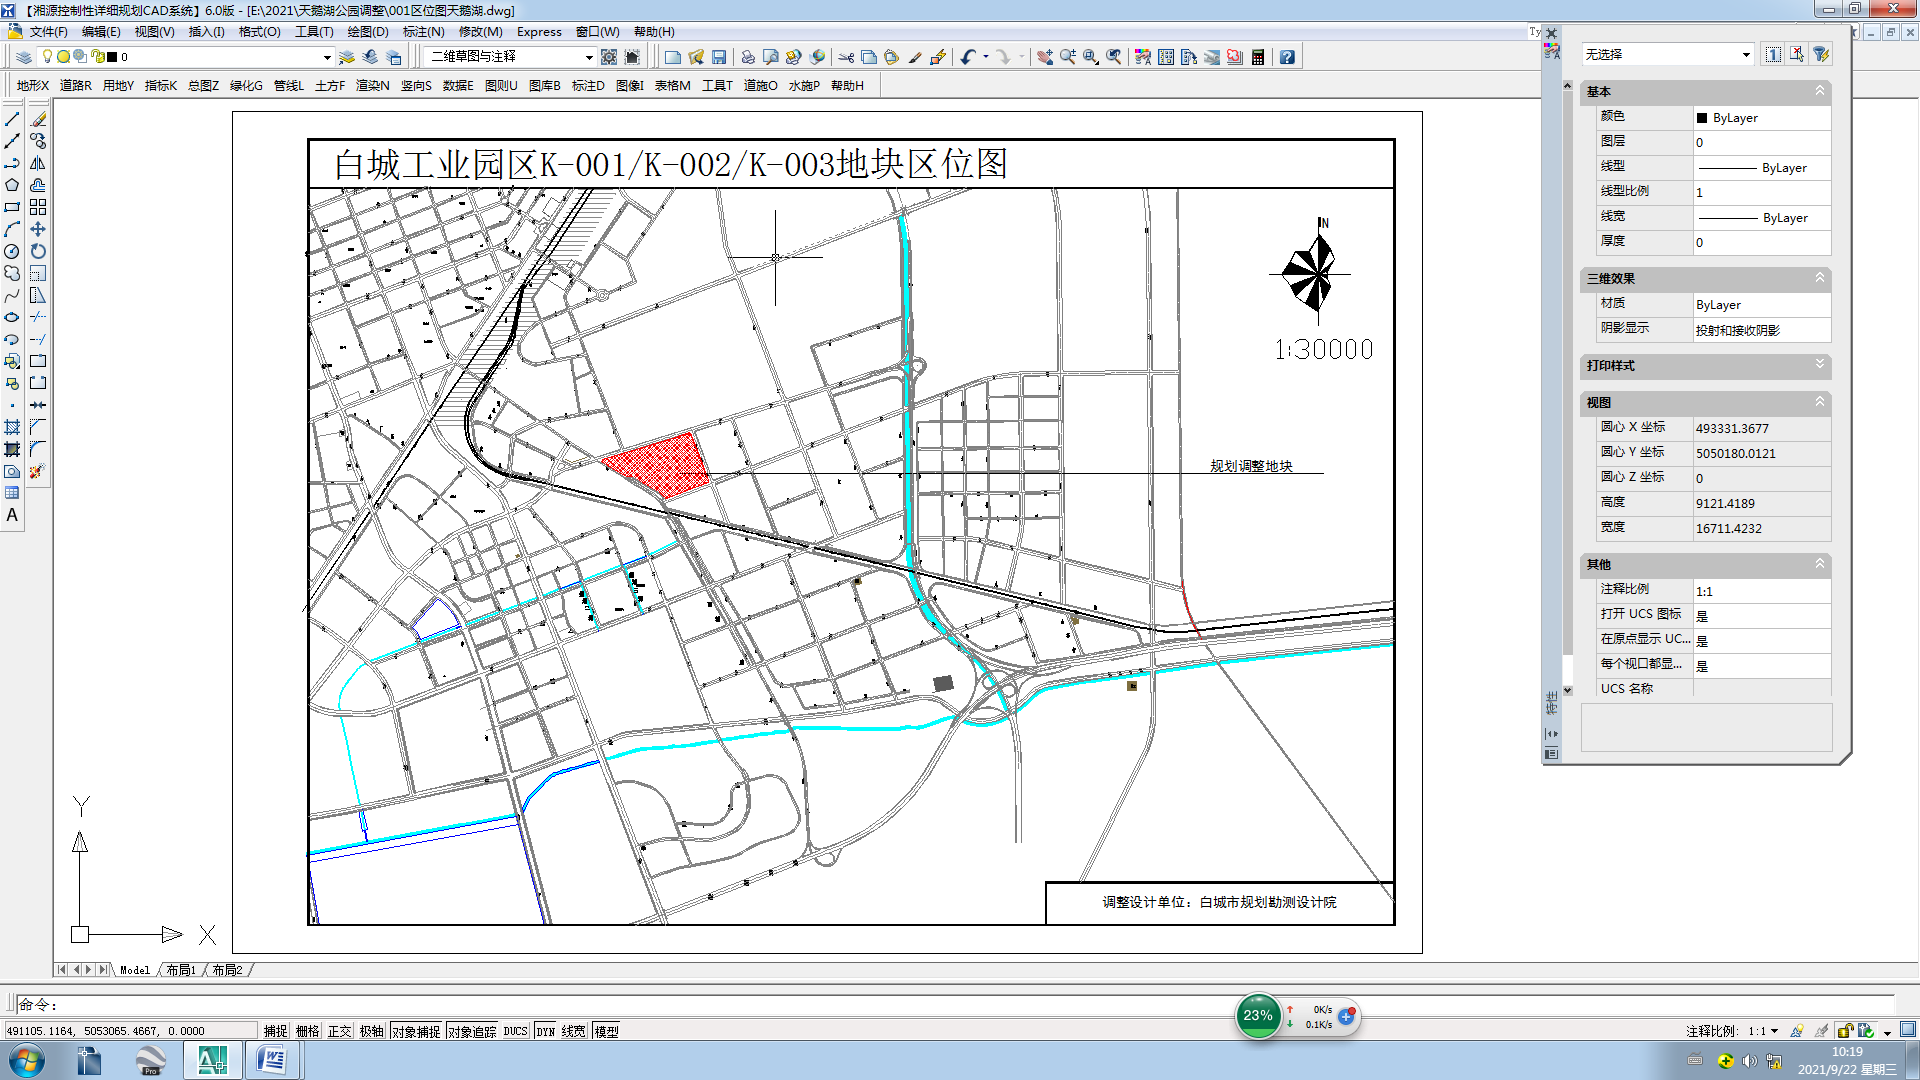 【湘源控制性详细规划CAD系统】6.0版 - [E:\2021\天鹅湖公园调整\001区位图天鹅湖.dwg]
文件(F) 编辑(E) 视图(V) 插入(I) 格式(O) 工具(T) 绘图(D) 标注(N) 修改(M) Express 窗口(W) 帮助(H)
0
二维草图与注释
地形X 道路R 用地Y 指标K 总图Z 绿化G 管线L 土方F 渲染N 竖向S 数据E 图则U 图库B 标注D 图像I 表格M 工具T 道施O 水施P 帮助H
白城工业园区K-001/K-002/K-003地块区位图
N
1:30000
规划调整地块
调整设计单位：白城市规划勘测设计院
Y
X
A
无选择
基本
颜色 ByLayer
图层 0
线型 ByLayer
线型比例 1
线宽 ByLayer
厚度 0
三维效果
材质 ByLayer
阴影显示 投射和接收阴影
打印样式
视图
圆心 X 坐标 493331.3677
圆心 Y 坐标 5050180.0121
圆心 Z 坐标 0
高度 9121.4189
宽度 16711.4232
其他
注释比例 1:1
打开 UCS 图标 是
在原点显示 UC... 是
每个视口都显... 是
UCS 名称
特性
Model 布局1 布局2
命令:
491105.1164, 5053065.4667, 0.0000
捕捉 栅格 正交 极轴 对象捕捉 对象追踪 DUCS DYN 线宽 模型
23%
0K/s
0.1K/s
注释比例: 1:1
Pro
10:19
2021/9/22 星期三